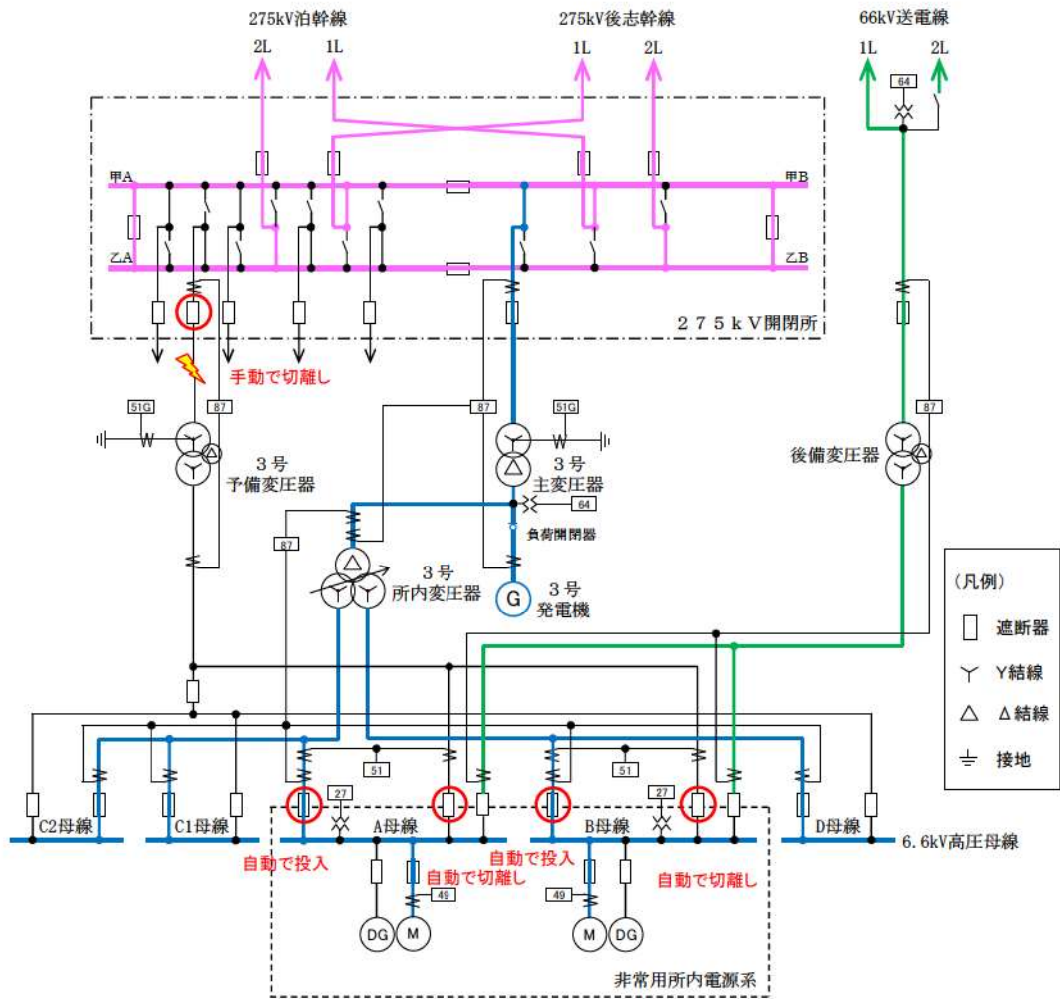 275kV泊幹線
275kV後志幹線
66kV送電線
2L
1L
1L
2L
1L
2L
64
甲A
甲B
乙A
乙B
275kV開閉所
手動で切離し
51G
87
87
51G
87
3号
予備変圧器
3号
主変圧器
後備変圧器
64
負荷開閉器
87
3号
所内変圧器
G
3号
発電機
(凡例)
遮断器
Y結線
Δ結線
接地
51
51
27
27
C2母線
C1母線
A母線
B母線
D母線
6.6kV高圧母線
自動で投入
自動で切離し
自動で投入
自動で切離し
49
49
DG
M
M
DG
非常用所内電源系